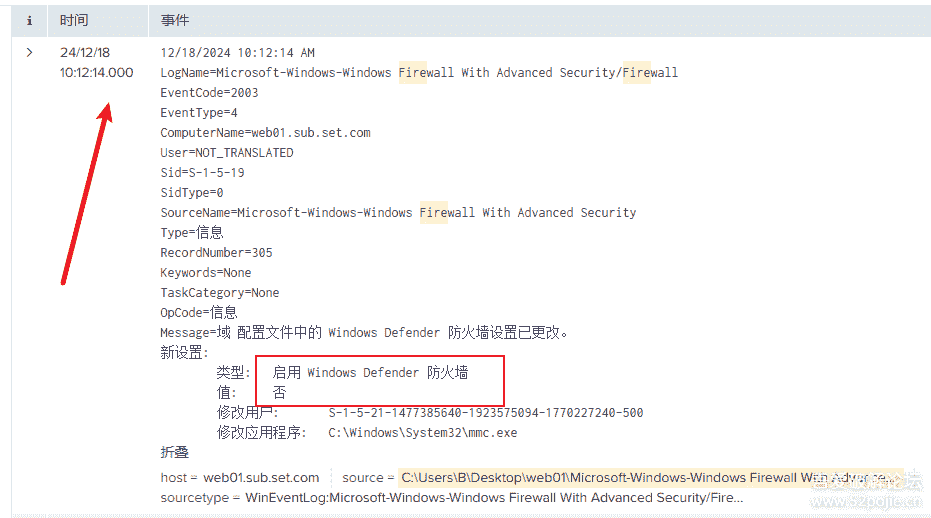 i 时间 事件
24/12/18 12/18/2024 10:12:14 AM
10:12:14.000 LogName=Microsoft-Windows-Windows Firewall With Advanced Security/Firewall
EventCode=2003
EventType=4
ComputerName=web01.sub.set.com
User=NOT_TRANSLATED
Sid=S-1-5-19
SidType=0
SourceName=Microsoft-Windows-Windows Firewall With Advanced Security
Type=信息
RecordNumber=305
Keywords=None
TaskCategory=None
OpCode=信息
Message=域 配置文件中的 Windows Defender 防火墙设置已更改。
新设置:
类型: 启用 Windows Defender 防火墙
值: 否
修改用户: S-1-5-21-1477385640-1923575094-1770227240-500
修改应用程序: C:\Windows\System32\mmc.exe
折叠
host = web01.sub.set.com source = C:\Users\B\Desktop\web01\Microsoft-Windows-Windows Firewall With Advance...
sourcetype = WinEventLog:Microsoft-Windows-Windows Firewall With Advanced Security/Fire...
www.52pojie.cn